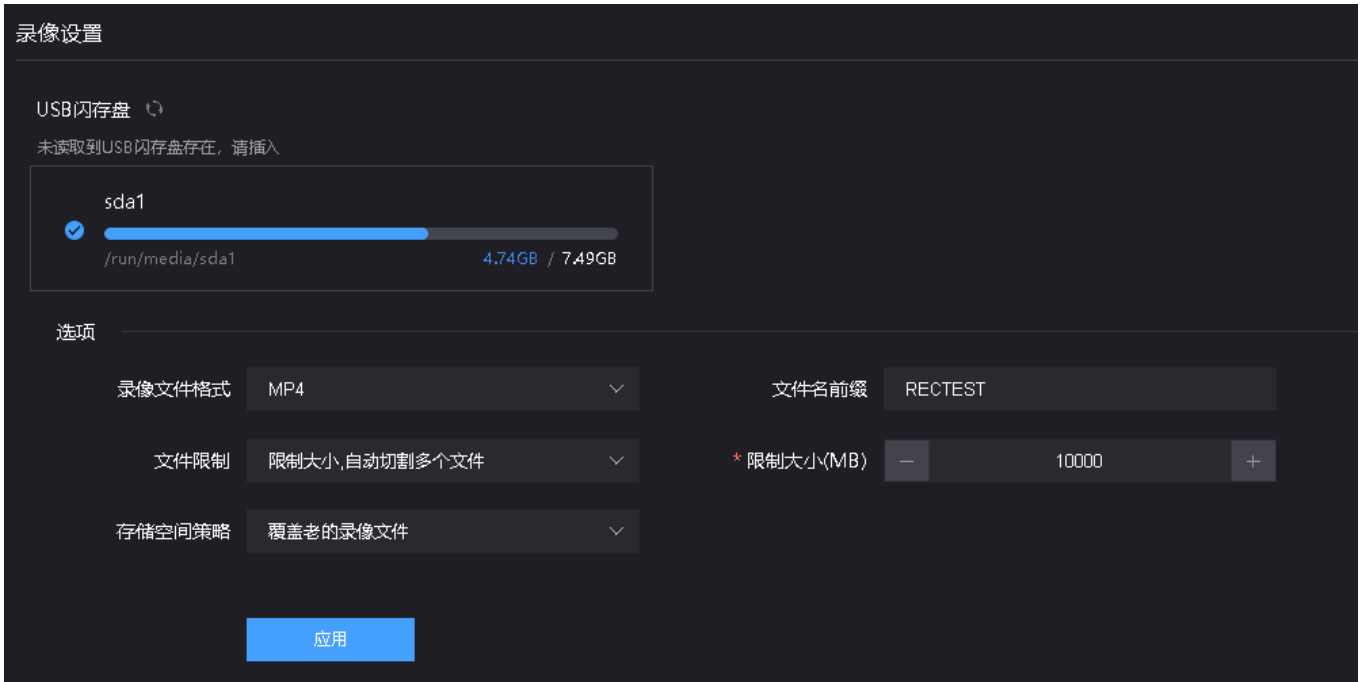 录像设置
USB闪存盘
未读取到USB闪存盘存在, 请插入
sda1
/run/media/sda1 4.74GB / 7.49GB
选项
录像文件格式 MP4 文件名前缀 RECTEST
文件限制 限制大小,自动切割多个文件 * 限制大小(MB) — 10000 +
存储空间策略 覆盖老的录像文件
应用